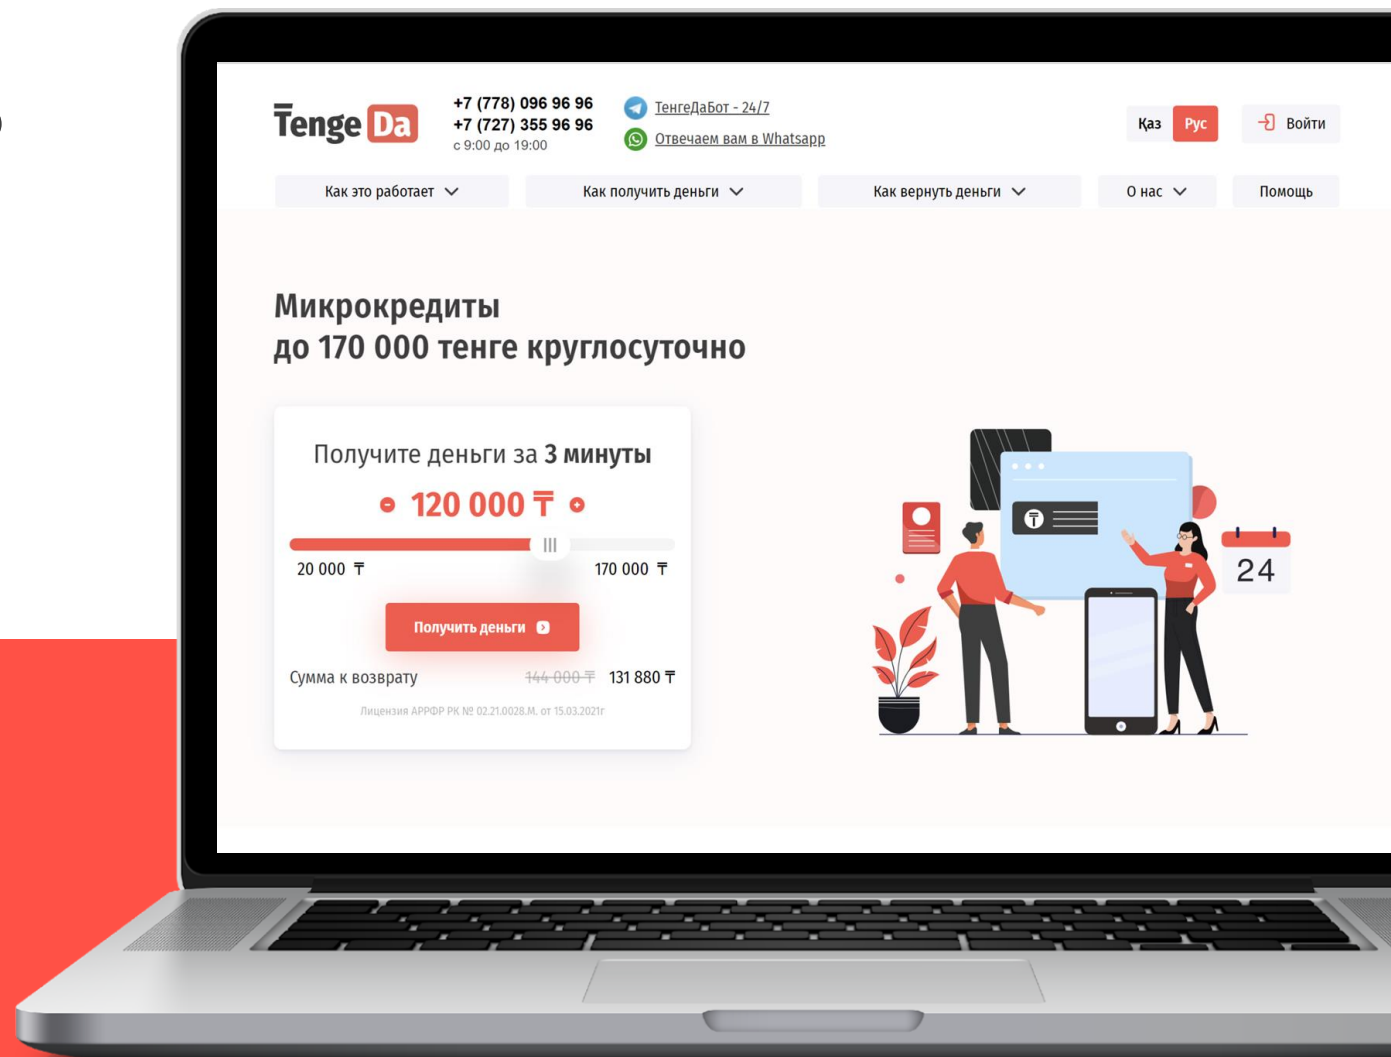 Tenge Da
+7 (778) 096 96 96
+7 (727) 355 96 96
с 9:00 до 19:00
ТенгеДаБот - 24/7
Отвечаем вам в Whatsapp
Қаз Рус
Войти
Как это работает
Как получить деньги
Как вернуть деньги
О нас
Помощь
Микрокредиты
до 170 000 тенге круглосуточно
Получите деньги за 3 минуты
120 000 ₸
20 000 ₸ 170 000 ₸
Получить деньги
Сумма к возврату 144 000 ₸ 131 880 ₸
Лицензия АРРФР РК № 02.21.0028.М. от 15.03.2021г
₸
24